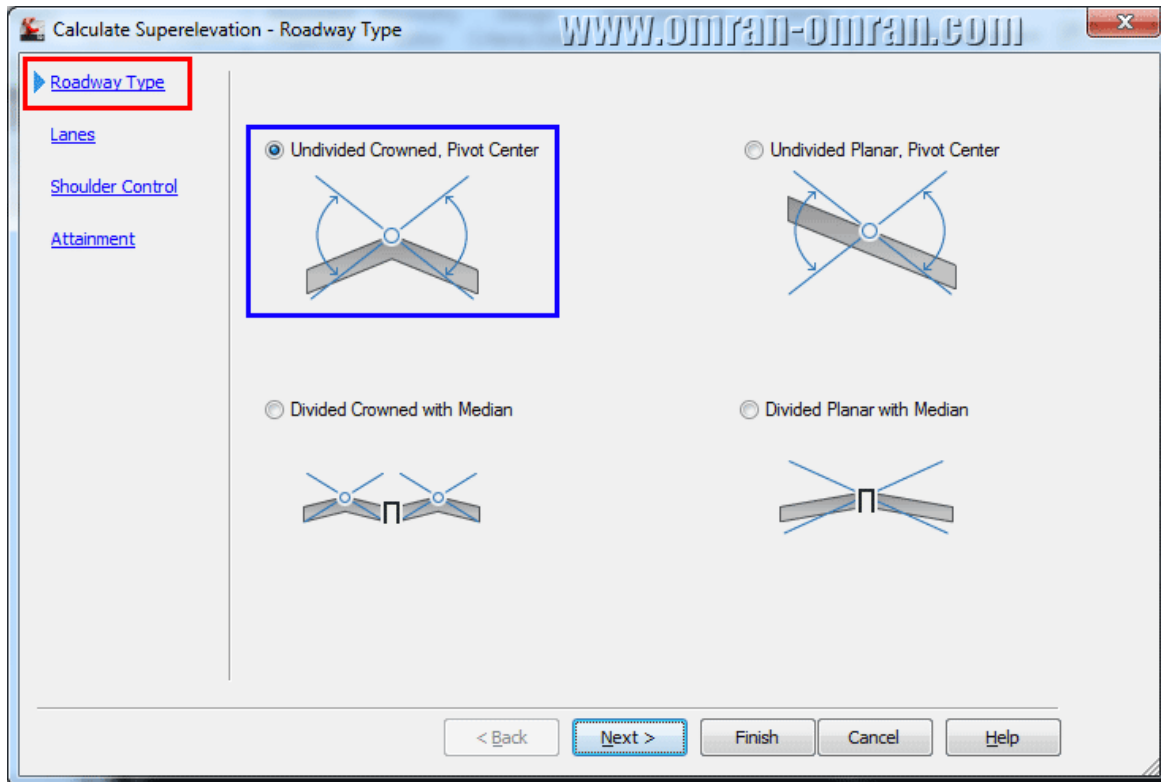 Calculate Superelevation - Roadway Type
www.omran-omran.com
Roadway Type
Lanes
Shoulder Control
Attainment
Undivided Crowned, Pivot Center
Undivided Planar, Pivot Center
Divided Crowned with Median
Divided Planar with Median
< Back
Next >
Finish
Cancel
Help